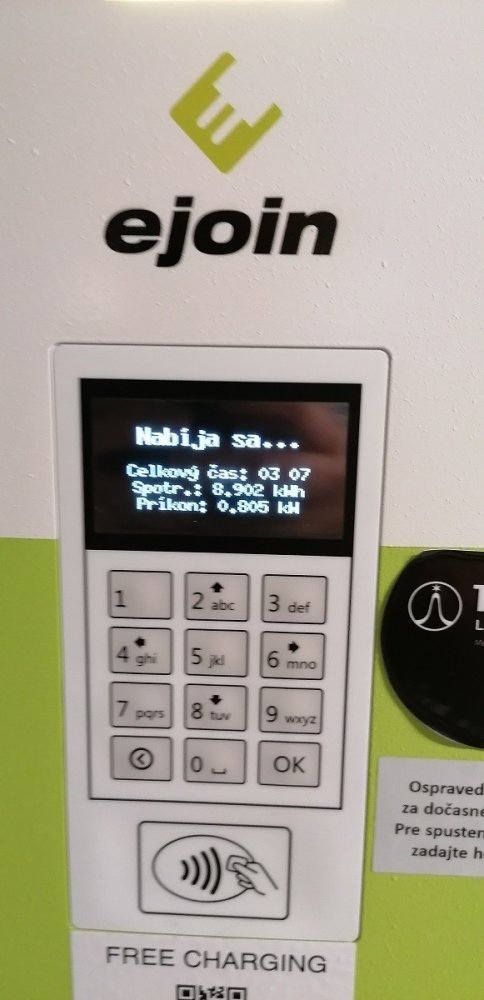 ejoin
Nabíja sa...
Celkový čas: 03 07
Spotr.: 8.902 kWh
Príkon: 0.805 kW
1
2 abc
3 def
4 ghi
5 jkl
6 mno
7 pqrs
8 tuv
9 wxyz
0
OK
Ospraved
za dočasne
Pre spusten
zadajte h
FREE CHARGING